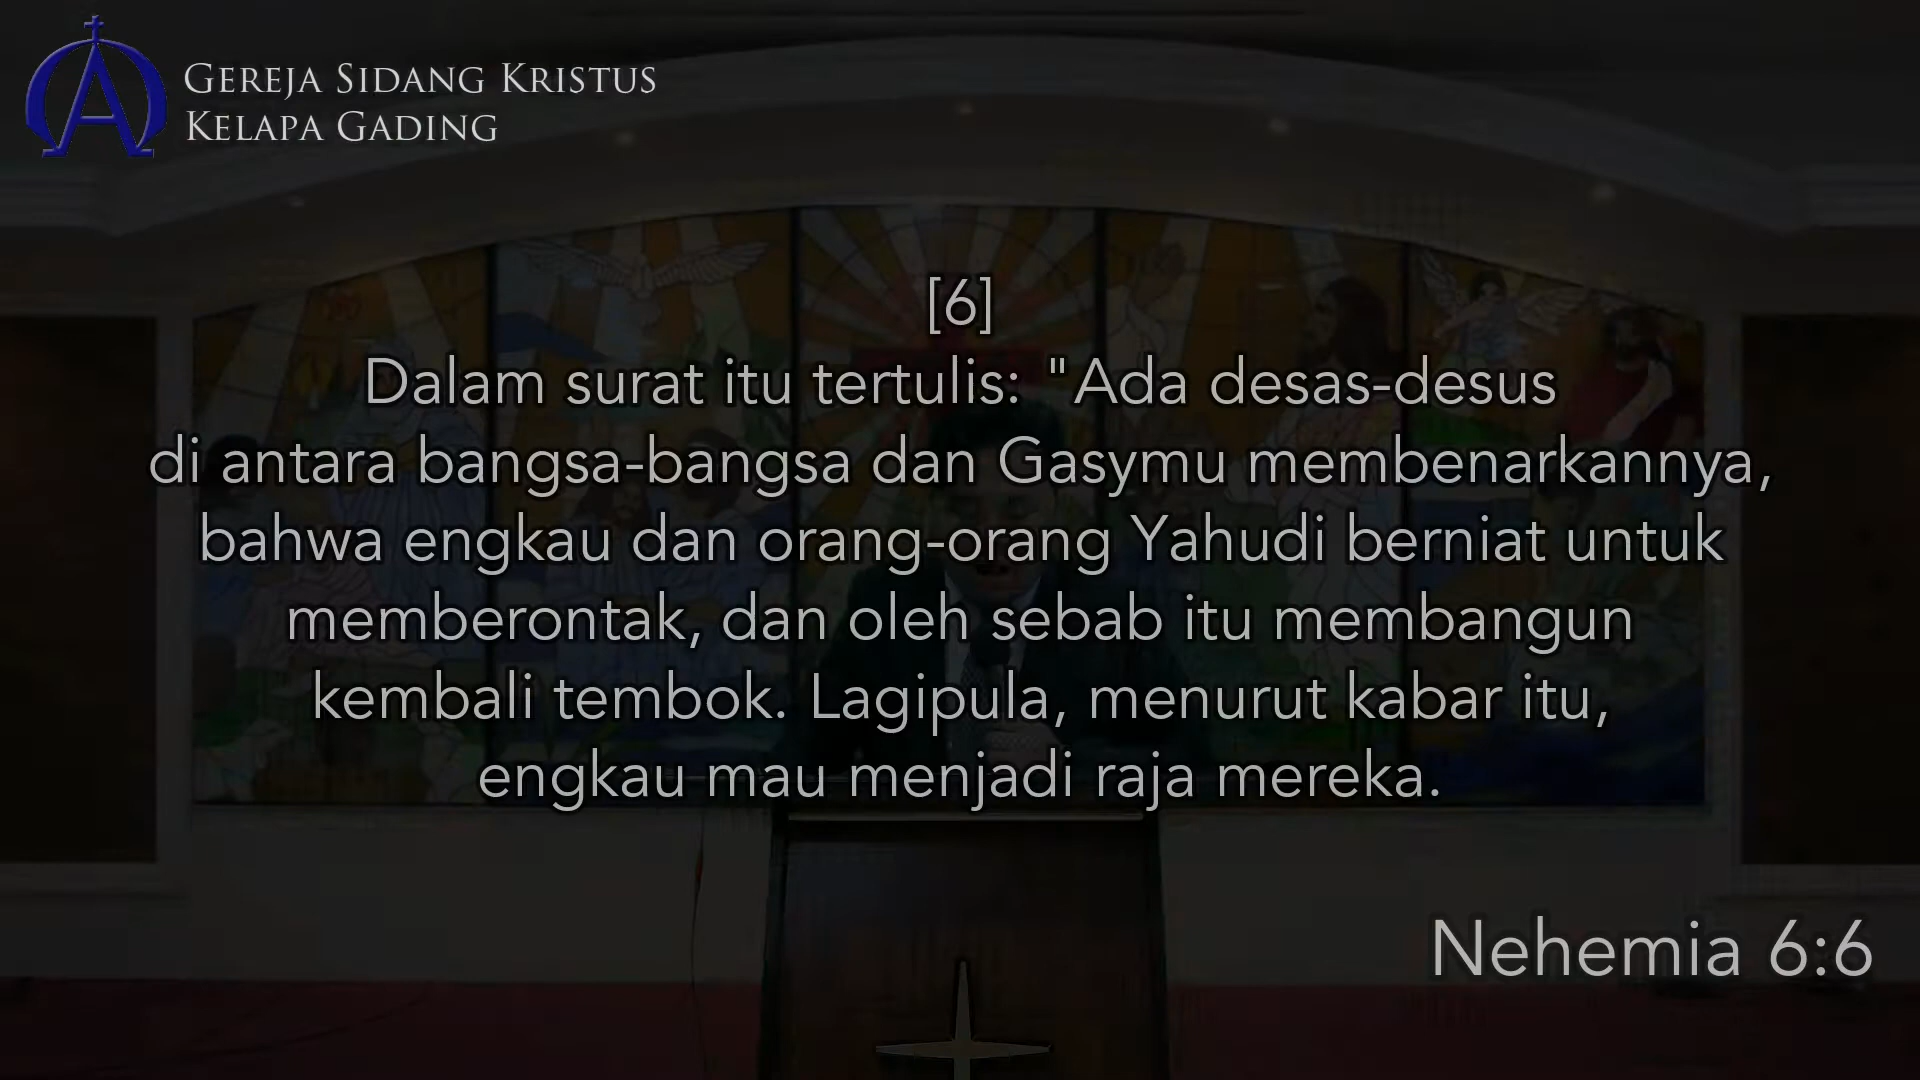 Gereja Sidang Kristus
Kelapa Gading
[6]
Dalam surat itu tertulis: "Ada desas-desus
di antara bangsa-bangsa dan Gasymu membenarkannya,
bahwa engkau dan orang-orang Yahudi berniat untuk
memberontak, dan oleh sebab itu membangun
kembali tembok. Lagipula, menurut kabar itu,
engkau mau menjadi raja mereka.
Nehemia 6:6